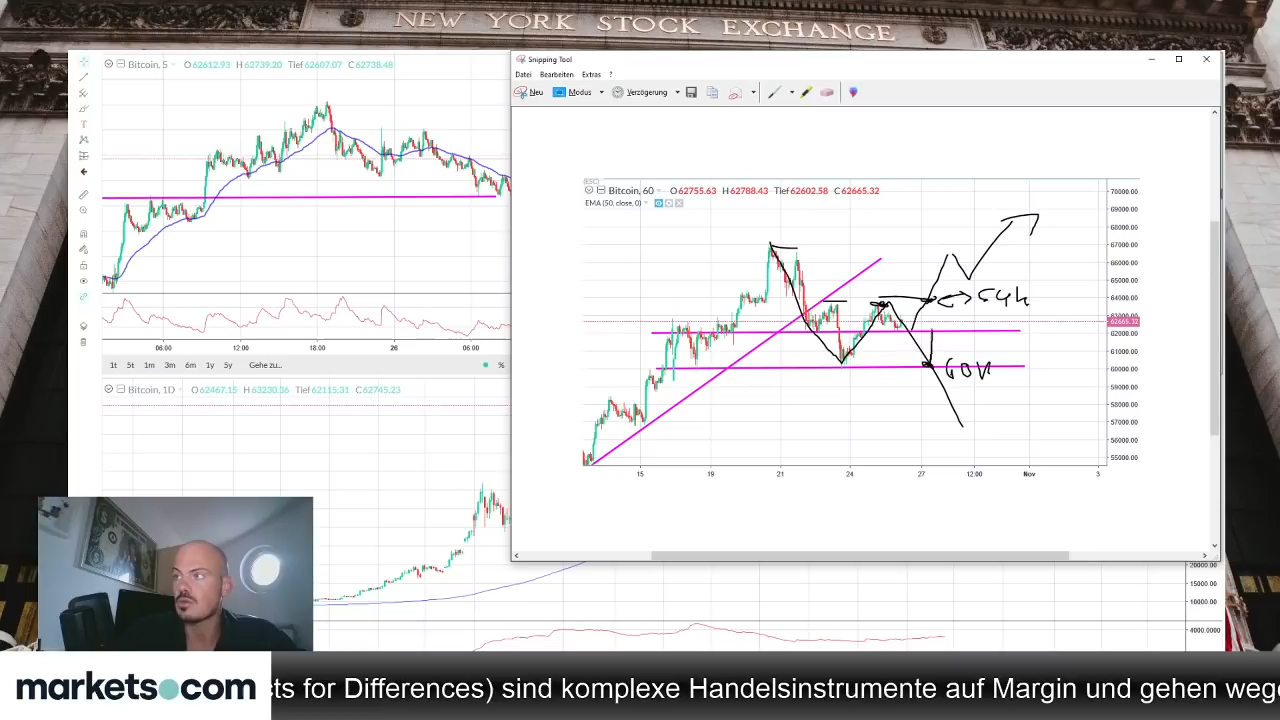 NEW YORK STOCK EXCHANGE
Bitcoin, 5 O 62612.93 H 62739.20 Tief 62607.07 C 62738.48
06:00 12:00 18:00 26 06:00
1t 5t 1m 3m 6m 1y 5y Gehe zu... %
Bitcoin, 1D O 62467.15 H 63230.36 Tief 62115.31 C 62745.23
20000.00
10000.00
4000.0000
Snipping Tool
Datei Bearbeiten Extras ?
Neu Modus Verzögerung
ESC
Bitcoin, 60 O 62755.63 H 62788.43 Tief 62602.58 C 62665.32
EMA (50, close, 0)
70000.00
69000.00
68000.00
67000.00
66000.00
65000.00
64000.00
63000.00
62665.32
62000.00
61000.00
60000.00
59000.00
58000.00
57000.00
56000.00
55000.00
64k
60k
15 19 21 24 27 12:00 Nov 3
markets.com
ts for Differences) sind komplexe Handelsinstrumente auf Margin und gehen wege